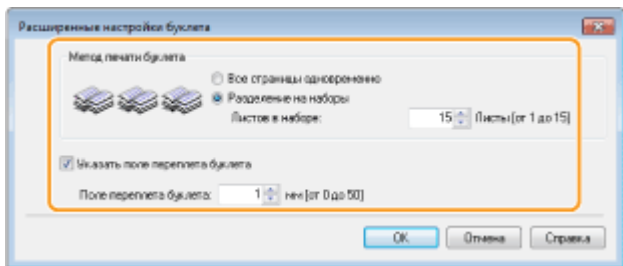 Расширенные настройки буклета
Метод печати буклета
Все страницы одновременно
Разделение на наборы
Листов в наборе: 15 Листы [от 1 до 15]
Указать поле переплета буклета
Поле переплета буклета: 1 мм [от 0 до 50]
OK Отмена Справка